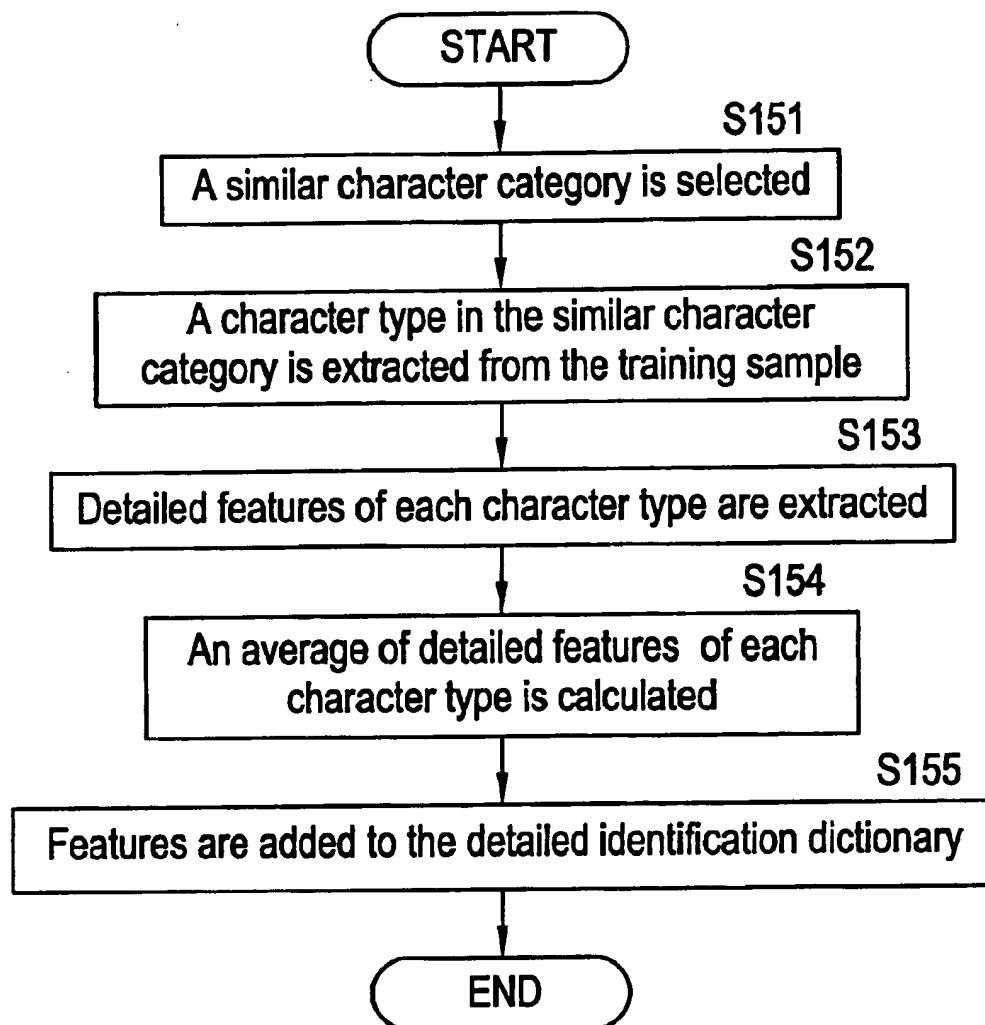 START
S151
A similar character category is selected
S152
A character type in the similar character
category is extracted from the training sample
S153
Detailed features of each character type are extracted
S154
An average of detailed features of each
character type is calculated
S155
Features are added to the detailed identification dictionary
END